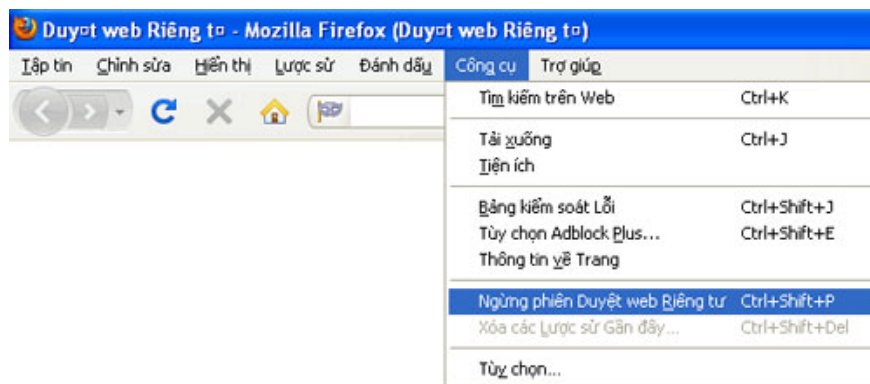 Duy¤t web Riêng t¤ - Mozilla Firefox (Duy¤t web Riêng t¤)
Tập tin Chỉnh sửa Hiển thị Lược sử Đánh dấu Công cụ Trợ giúp
Tìm kiếm trên Web Ctrl+K
Tải xuống Ctrl+J
Tiện ích
Bảng kiểm soát Lỗi Ctrl+Shift+J
Tùy chọn Adblock Plus... Ctrl+Shift+E
Thông tin về Trang
Ngừng phiên Duyệt web Riêng tư Ctrl+Shift+P
Xóa các Lược sử Gần đây... Ctrl+Shift+Del
Tùy chọn...